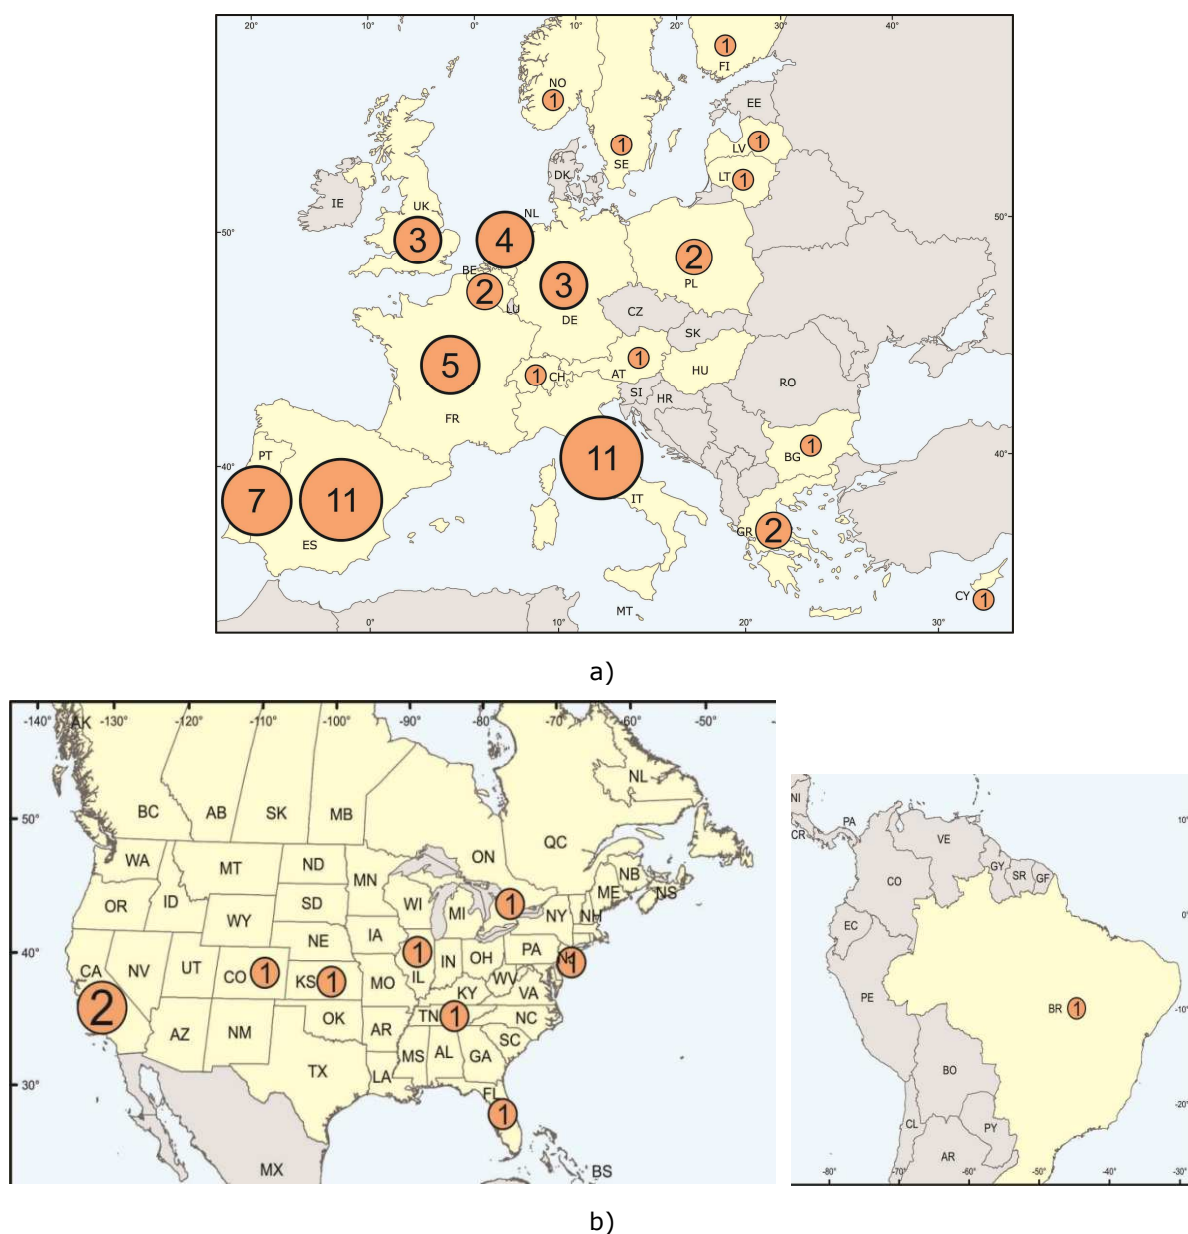 20° 10° 0° 10° 20° 30° 40°
1
FI
NO
1
EE
1
SE
LV 1
DK
LT 1
IE
UK
NL
50° 50°
3
4
2
PL
BE
2
3
LU
DE
CZ
SK
5
1
AT
1 CH
HU
RO
SI
HR
FR
BG 1
PT
11
40° 40°
IT
7
11
ES
GR 2
CY 1
MT
0° 10° 20° 30°
a)
-140° -130° -120° -110° -100° -90° -80° -70° -60° -50°
AK
NL
BC AB SK MB
50°
QC
ON
WA MT ND MN NB
ME NS
OR ID SD WI MI 1 NY NH
WY
IA
NE
40°
CA NV UT CO 1 KS 1 MO 1 IL IN OH PA NJ 1
WV VA
KY
2
TN 1 NC
AZ NM OK AR
SC
MS AL GA
TX LA
30°
FL
1
MX
BS
NI
PA
CR
10°
VE
GY
SR
GF
CO
0°
EC
PE
BR 1
-10°
BO
-20°
CL
PY
AR
-80° -70° -60° -50° -40° -30°
b)